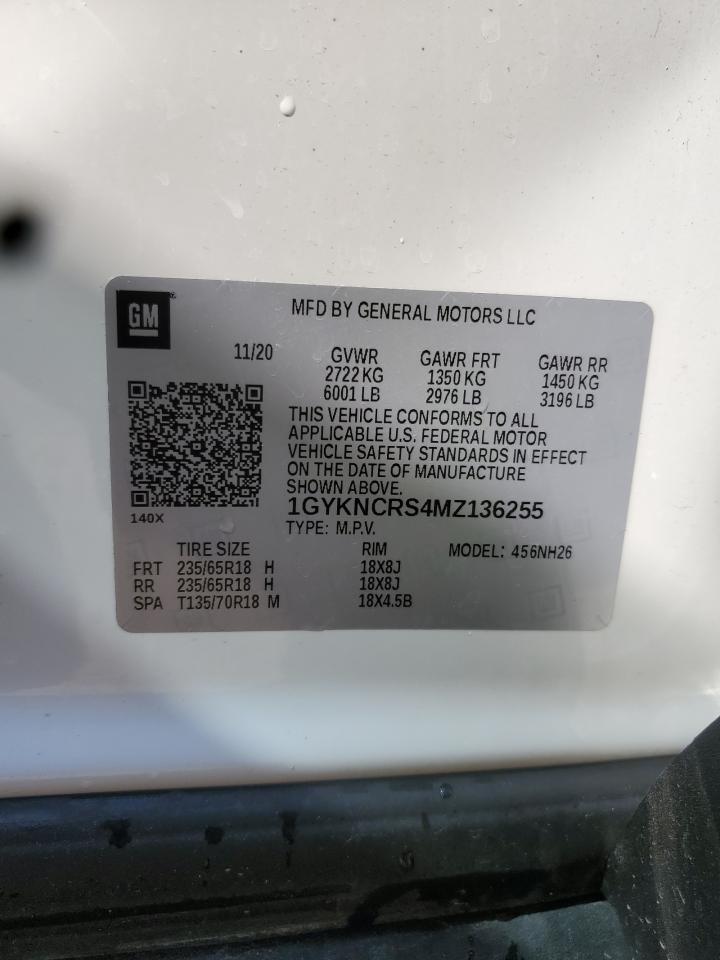 GM
MFD BY GENERAL MOTORS LLC
11/20 GVWR GAWR FRT GAWR RR
2722 KG 1350 KG 1450 KG
6001 LB 2976 LB 3196 LB
THIS VEHICLE CONFORMS TO ALL
APPLICABLE U.S. FEDERAL MOTOR
VEHICLE SAFETY STANDARDS IN EFFECT
ON THE DATE OF MANUFACTURE
SHOWN ABOVE.
1GYKNCRS4MZ136255
140X
TYPE: M.P.V.
TIRE SIZE RIM MODEL: 456NH26
FRT 235/65R18 H 18X8J
RR 235/65R18 H 18X8J
SPA T135/70R18 M 18X4.5B